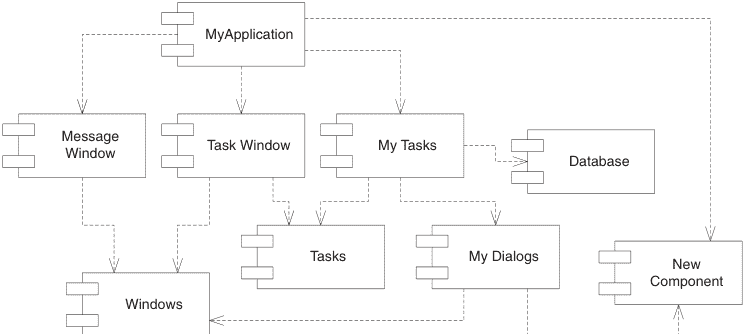 MyApplication
Message
Window
Task Window
My Tasks
Database
Tasks
My Dialogs
New
Component
Windows